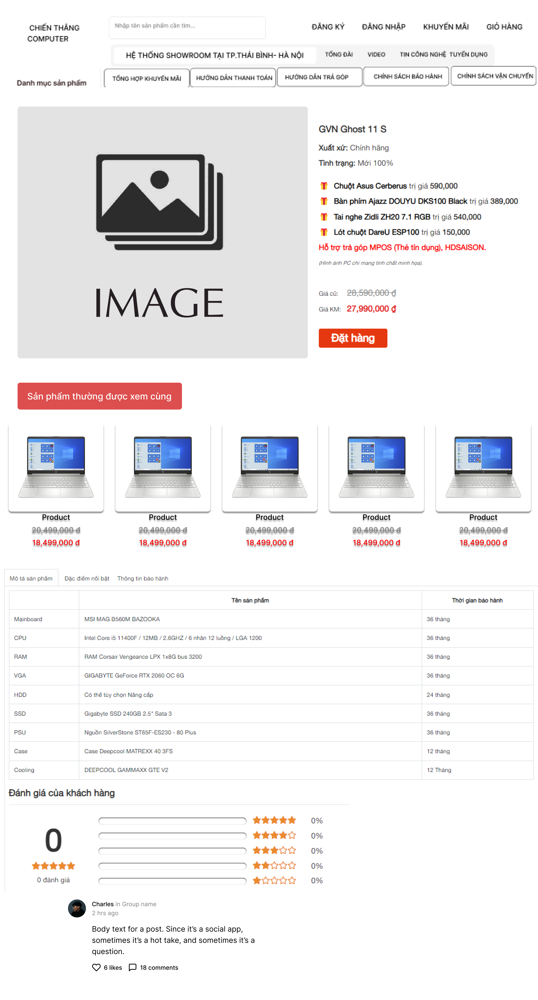 CHIẾN THẮNG
COMPUTER
Nhập tên sản phẩm cần tìm...
ĐĂNG KÝ ĐĂNG NHẬP KHUYẾN MÃI GIỎ HÀNG
HỆ THỐNG SHOWROOM TẠI TP.THÁI BÌNH- HÀ NỘI TỔNG ĐÀI VIDEO TIN CÔNG NGHỆ TUYỂN DỤNG
Danh mục sản phẩm TỔNG HỢP KHUYẾN MÃI HƯỚNG DẪN THANH TOÁN HƯỚNG DẪN TRẢ GÓP CHÍNH SÁCH BẢO HÀNH CHÍNH SÁCH VẬN CHUYỂN
IMAGE
GVN Ghost 11 S
Xuất xứ: Chính hãng
Tình trạng: Mới 100%
Chuột Asus Cerberus trị giá 590,000
Bàn phím Ajazz DOUYU DKS100 Black trị giá 389,000
Tai nghe Zidli ZH20 7.1 RGB trị giá 540,000
Lót chuột DareU ESP100 trị giá 150,000
Hỗ trợ trả góp MPOS (Thẻ tín dụng), HDSAISON.
(Hình ảnh PC chỉ mang tính chất minh họa).
Giá cũ: 28,590,000 ₫
Giá KM: 27,990,000 ₫
Đặt hàng
Sản phẩm thường được xem cùng
Product Product Product Product Product
20,499,000 đ 20,499,000 đ 20,499,000 đ 20,499,000 đ 20,499,000 đ
18,499,000 đ 18,499,000 đ 18,499,000 đ 18,499,000 đ 18,499,000 đ
Mô tả sản phẩm Đặc điểm nổi bật Thông tin bảo hành
Tên sản phẩm Thời gian bảo hành
Mainboard MSI MAG B560M BAZOOKA 36 tháng
CPU Intel Core i5 11400F / 12MB / 2.6GHZ / 6 nhân 12 luồng / LGA 1200 36 tháng
RAM RAM Corsair Vengeance LPX 1x8G bus 3200 36 tháng
VGA GIGABYTE GeForce RTX 2060 OC 6G 36 tháng
HDD Có thể tùy chọn Nâng cấp 24 tháng
SSD Gigabyte SSD 240GB 2.5" Sata 3 36 tháng
PSU Nguồn SilverStone ST65F-ES230 - 80 Plus 36 tháng
Case Case Deepcool MATREXX 40 3FS 12 tháng
Cooling DEEPCOOL GAMMAXX GTE V2 12 Tháng
Đánh giá của khách hàng
0
0 đánh giá
0%
0%
0%
0%
0%
Charles in Group name
2 hrs ago
Body text for a post. Since it’s a social app,
sometimes it’s a hot take, and sometimes it’s a
question.
6 likes 18 comments